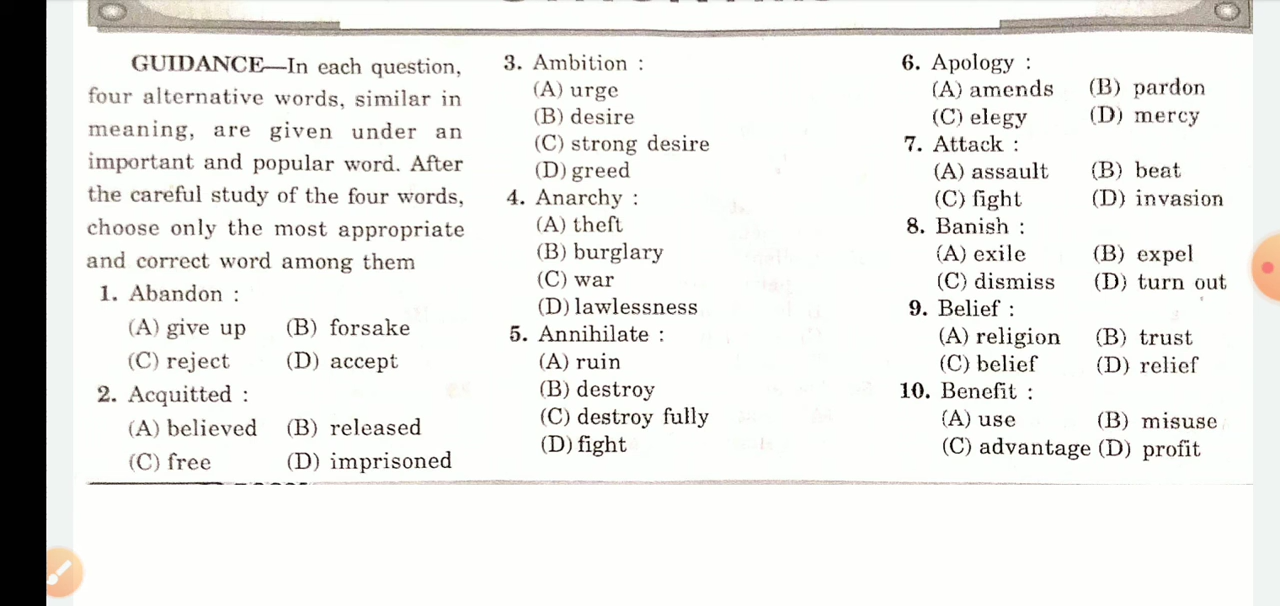 GUIDANCE—In each question,
four alternative words, similar in
meaning, are given under an
important and popular word. After
the careful study of the four words,
choose only the most appropriate
and correct word among them
1. Abandon :
(A) give up (B) forsake
(C) reject (D) accept
2. Acquitted :
(A) believed (B) released
(C) free (D) imprisoned
3. Ambition :
(A) urge
(B) desire
(C) strong desire
(D) greed
4. Anarchy :
(A) theft
(B) burglary
(C) war
(D) lawlessness
5. Annihilate :
(A) ruin
(B) destroy
(C) destroy fully
(D) fight
6. Apology :
(A) amends (B) pardon
(C) elegy (D) mercy
7. Attack :
(A) assault (B) beat
(C) fight (D) invasion
8. Banish :
(A) exile (B) expel
(C) dismiss (D) turn out
9. Belief :
(A) religion (B) trust
(C) belief (D) relief
10. Benefit :
(A) use (B) misuse
(C) advantage (D) profit